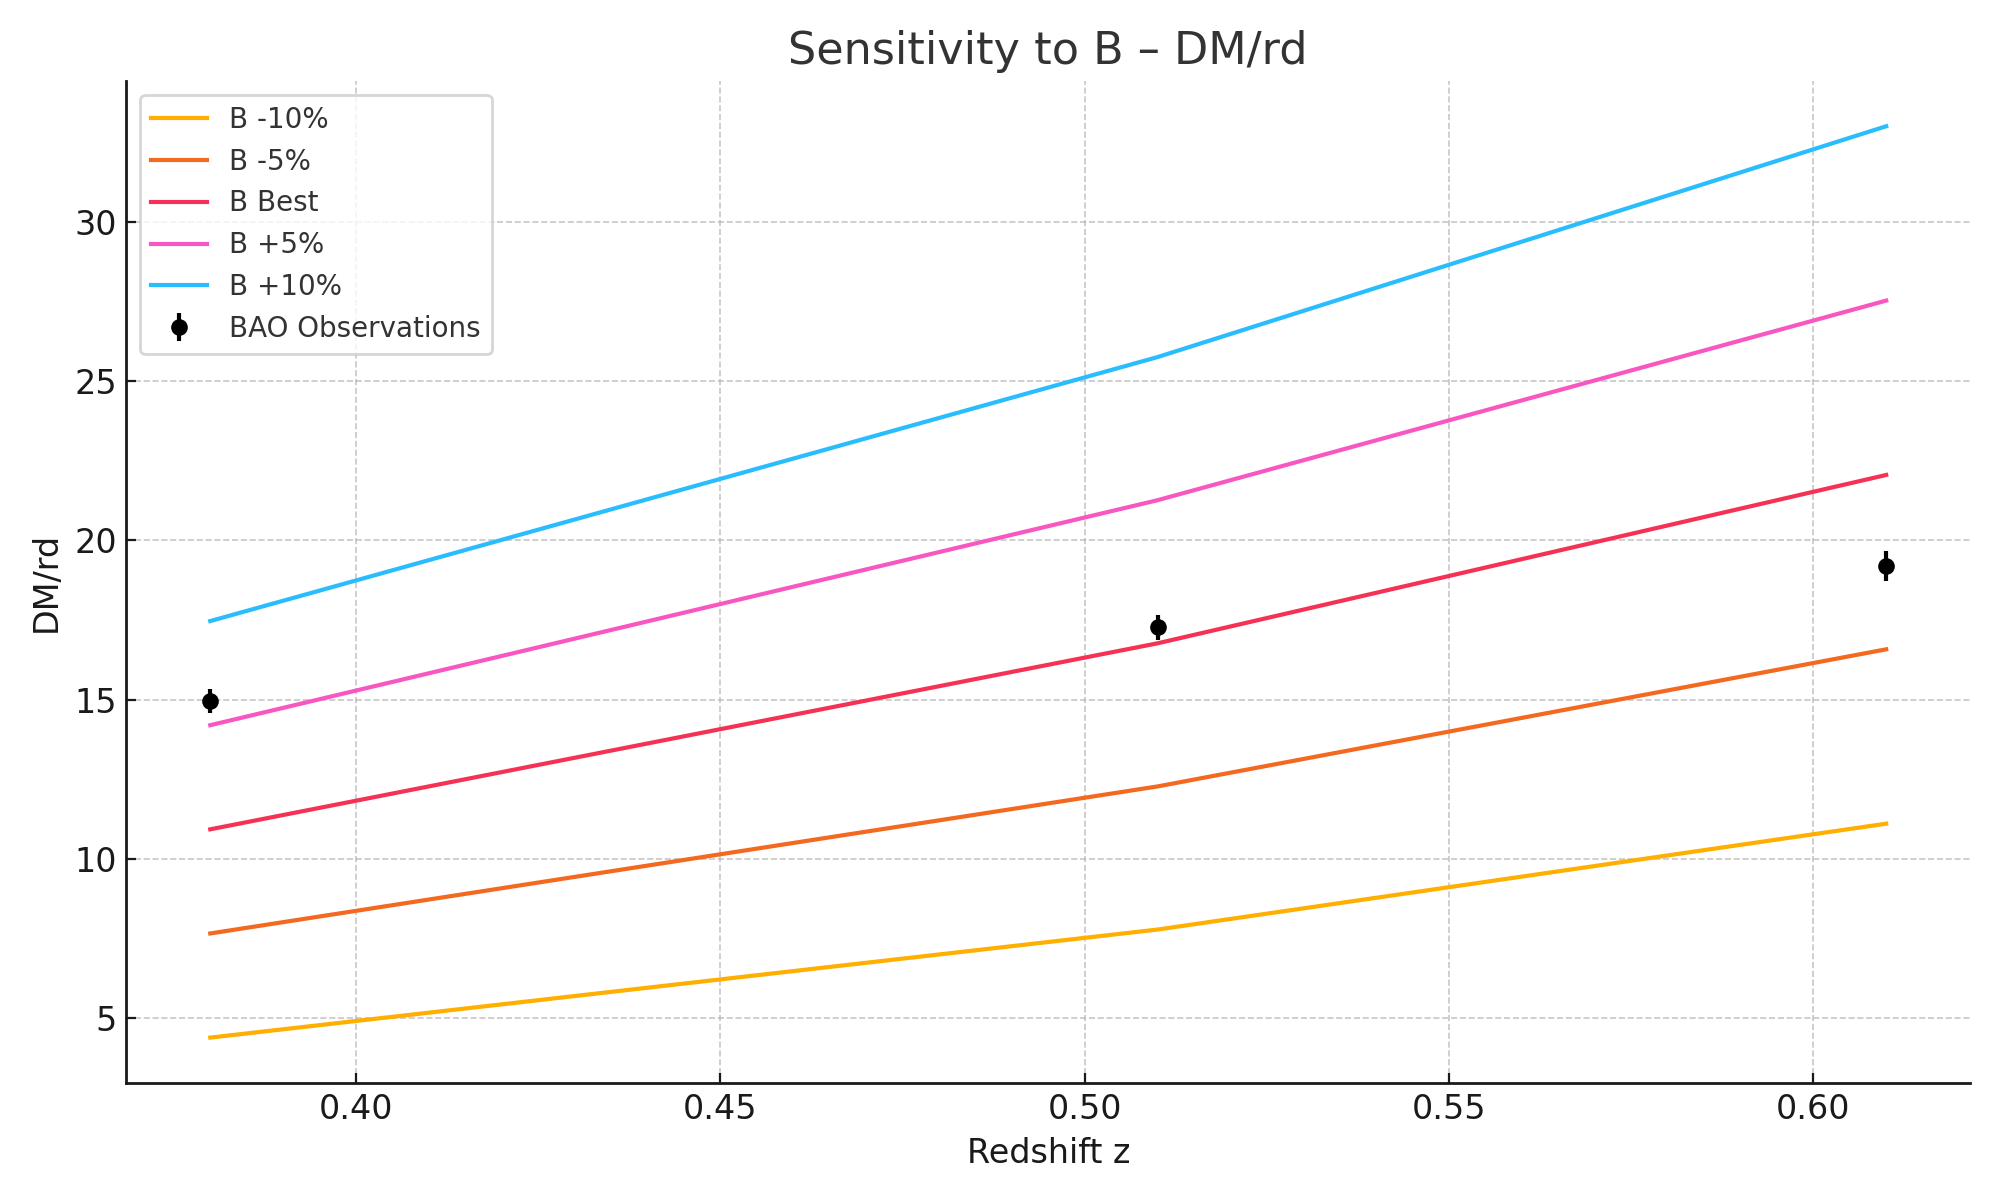 Sensitivity to B – DM/rd
B -10%
B -5%
B Best
B +5%
B +10%
BAO Observations
DM/rd
30
25
20
15
10
5
0.40 0.45 0.50 0.55 0.60
Redshift z